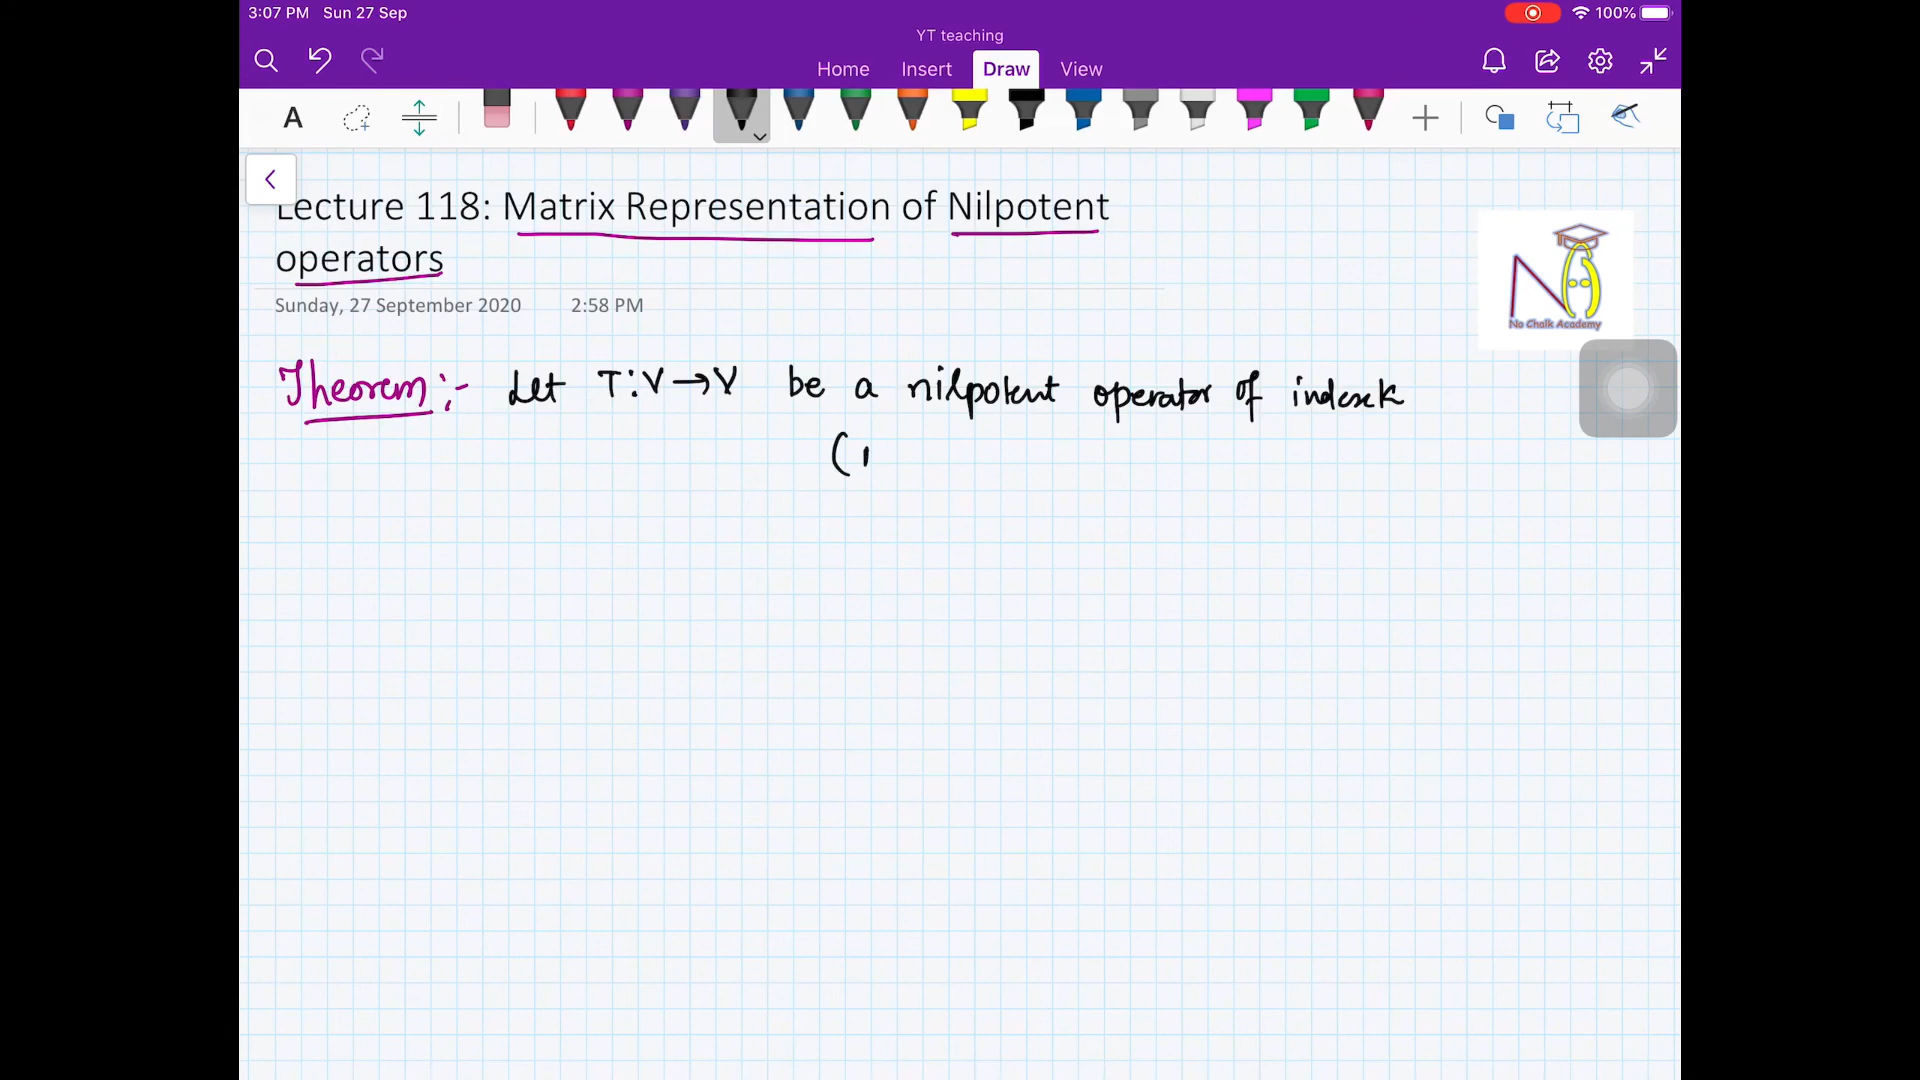 3:07 PM Sun 27 Sep
100%
YT teaching
Home Insert Draw View
A
Lecture 118: Matrix Representation of Nilpotent
operators
Sunday, 27 September 2020 2:58 PM
No Chalk Academy
Theorem :- Let T:V→V be a nilpotent operator of index k
(